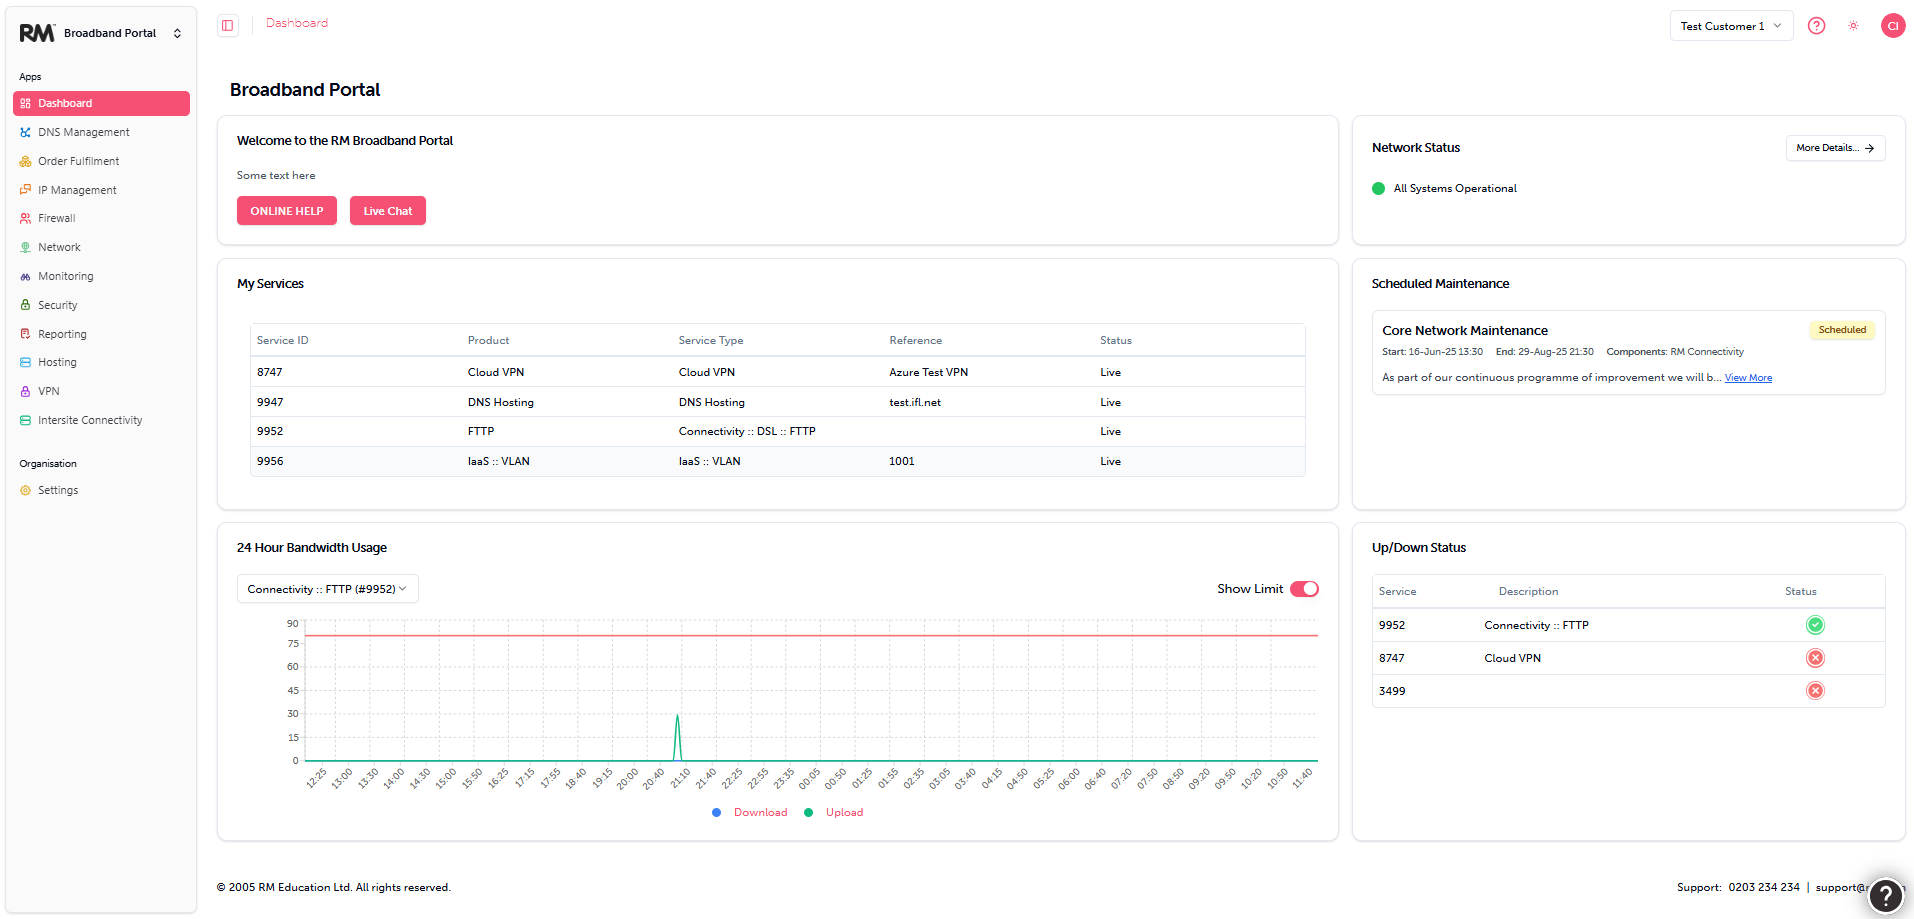 RM Broadband Portal
Apps
Dashboard
DNS Management
Order Fulfilment
IP Management
Firewall
Network
Monitoring
Security
Reporting
Hosting
VPN
Intersite Connectivity
Organisation
Settings
Dashboard
Test Customer 1
CI
Broadband Portal
Welcome to the RM Broadband Portal
Some text here
ONLINE HELP Live Chat
Network Status
More Details...
All Systems Operational
My Services
Service ID Product Service Type Reference Status
8747 Cloud VPN Cloud VPN Azure Test VPN Live
9947 DNS Hosting DNS Hosting test.ifl.net Live
9952 FTTP Connectivity :: DSL :: FTTP Live
9956 IaaS :: VLAN IaaS :: VLAN 1001 Live
Scheduled Maintenance
Core Network Maintenance Scheduled
Start: 16-Jun-25 13:30 End: 29-Aug-25 21:30 Components: RM Connectivity
As part of our continuous programme of improvement we will b... View More
24 Hour Bandwidth Usage
Connectivity :: FTTP (#9952)
Show Limit
90
75
60
45
30
15
0
12:25 13:00 13:30 14:00 14:30 15:00 15:50 16:25 17:15 17:55 18:40 19:15 20:00 20:40 21:10 21:40 22:25 22:55 23:35 00:05 00:50 01:25 01:55 02:35 03:05 03:40 04:15 04:50 05:25 06:00 06:40 07:20 07:50 08:50 09:20 09:50 10:20 10:50 11:40
Download Upload
Up/Down Status
Service Description Status
9952 Connectivity :: FTTP
8747 Cloud VPN
3499
© 2005 RM Education Ltd. All rights reserved.
Support: 0203 234 234 | support@
?